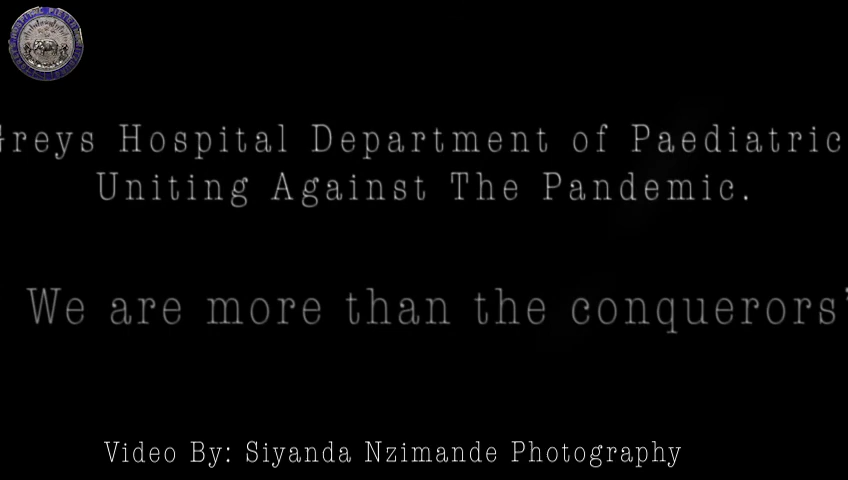 Greys Hospital Department of Paediatric
Uniting Against The Pandemic.
We are more than the conquerors"
Video By: Siyanda Nzimande Photography